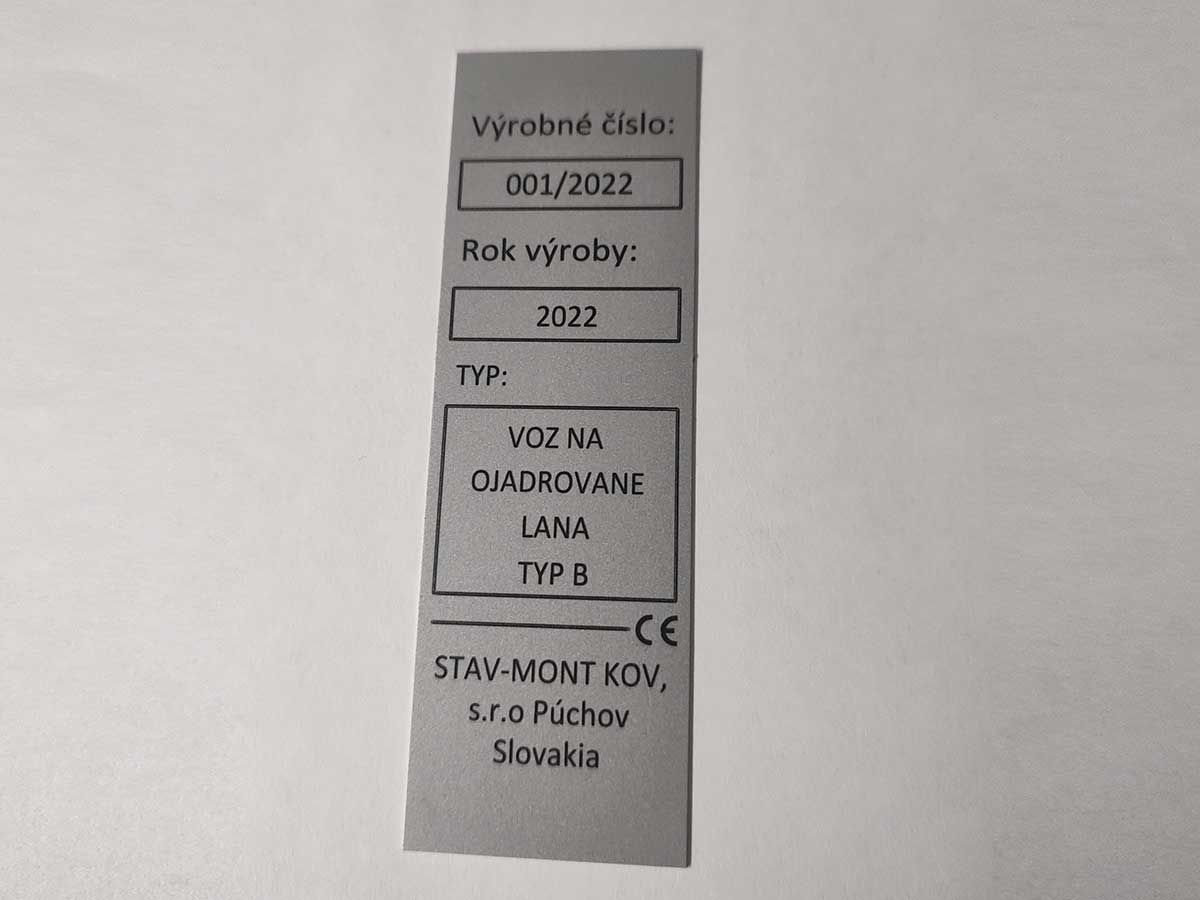 Výrobné číslo:
001/2022
Rok výroby:
2022
TYP:
VOZ NA
OJADROVANE
LANA
TYP B
CE
STAV-MONT KOV,
s.r.o Púchov
Slovakia